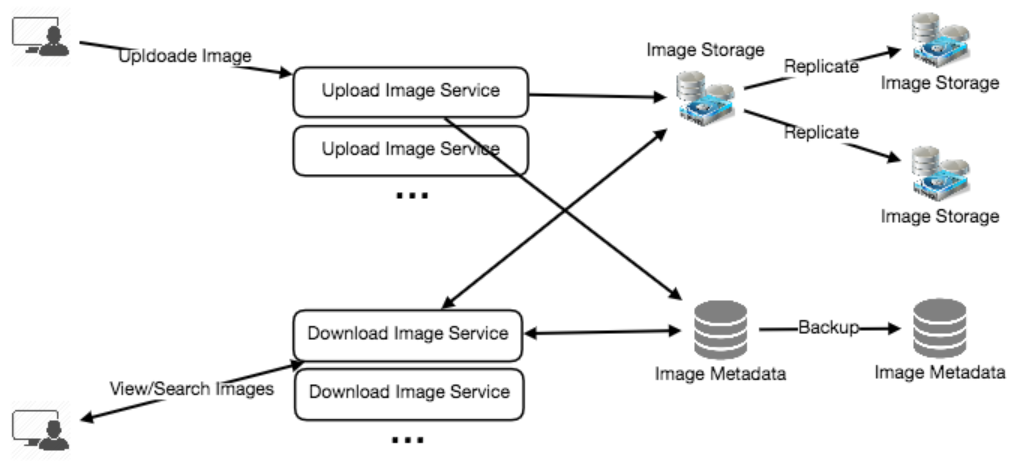 Upldoade Image
Upload Image Service
Upload Image Service
...
Image Storage
Replicate
Image Storage
Replicate
Image Storage
Download Image Service
Download Image Service
...
View/Search Images
Image Metadata
Backup
Image Metadata